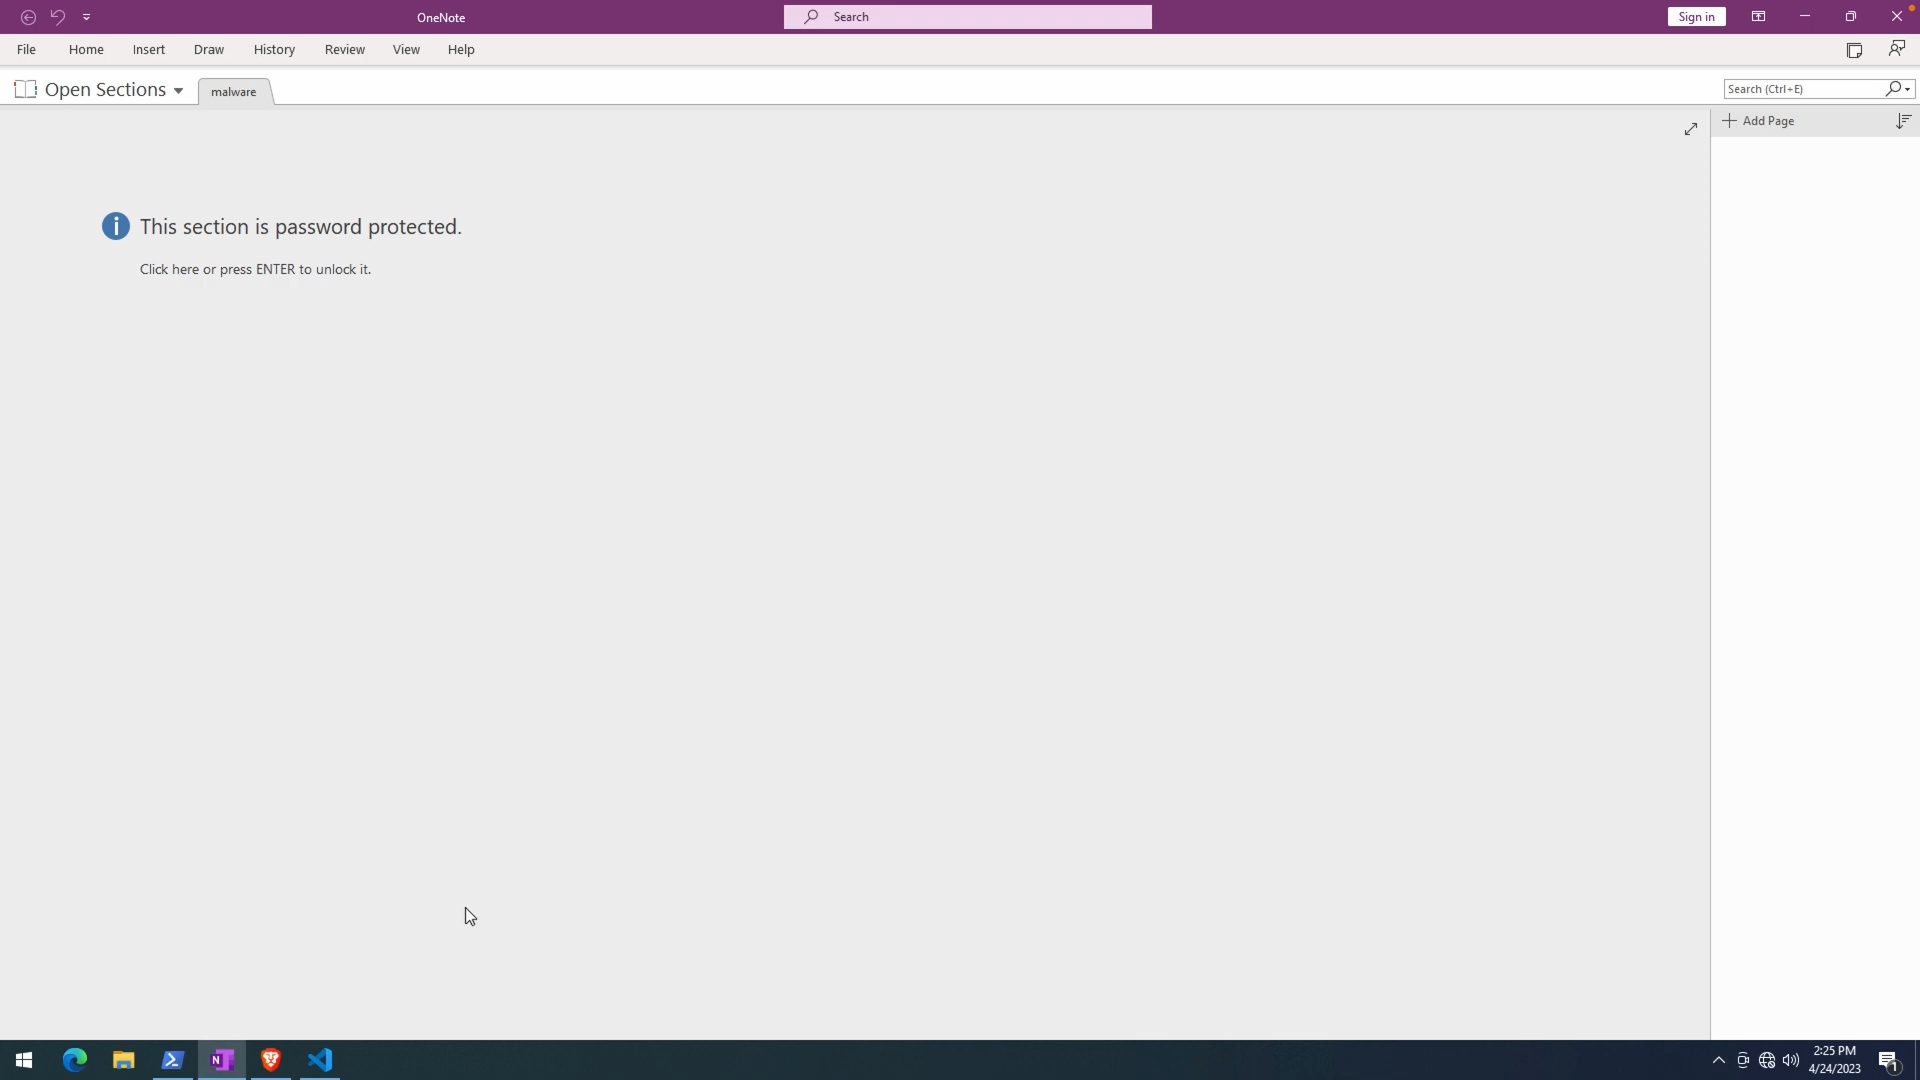 OneNote
Search
Sign in
File Home Insert Draw History Review View Help
Open Sections
malware
Search (Ctrl+E)
Add Page
This section is password protected.
Click here or press ENTER to unlock it.
N
2:25 PM
4/24/2023
1